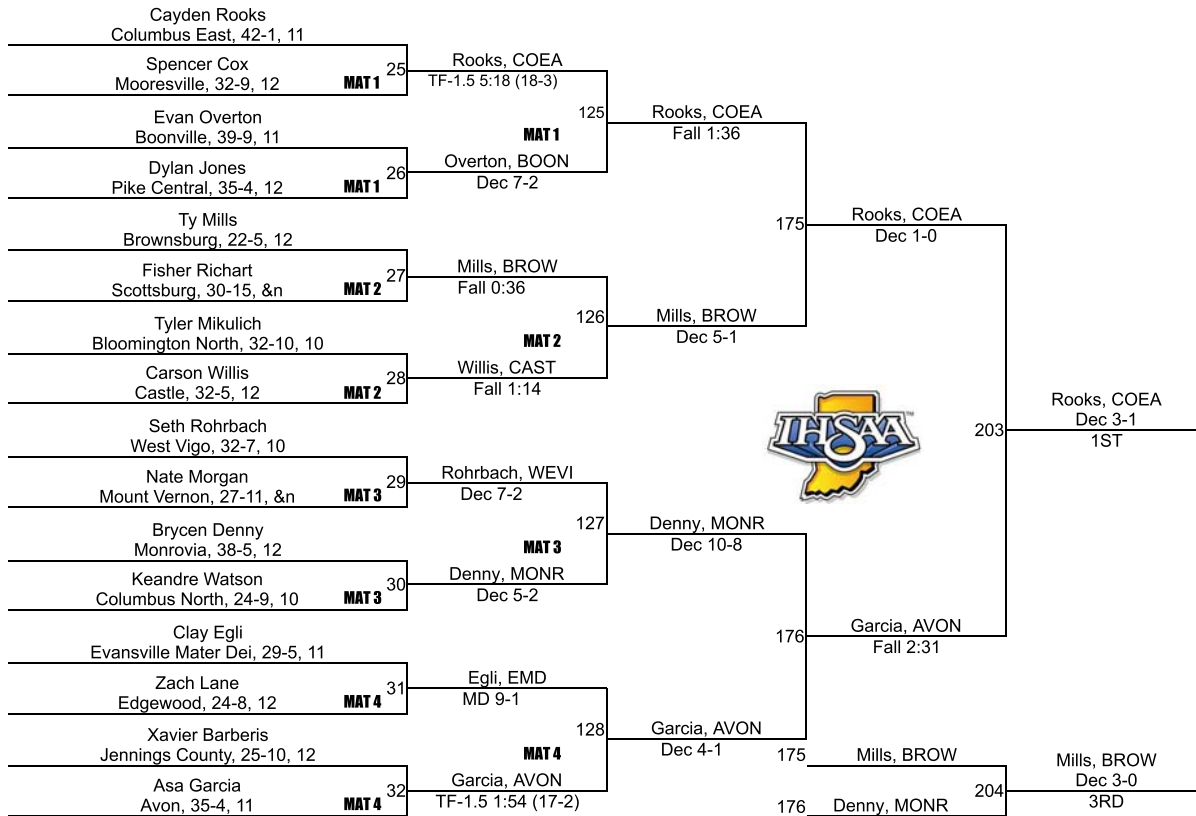 Cayden Rooks
Columbus East, 42-1, 11
Spencer Cox
Mooresville, 32-9, 12
MAT 1
25
Rooks, COEA
TF-1.5 5:18 (18-3)
Evan Overton
Boonville, 39-9, 11
Dylan Jones
Pike Central, 35-4, 12
MAT 1
26
Overton, BOON
Dec 7-2
125
MAT 1
Rooks, COEA
Fall 1:36
Ty Mills
Brownsburg, 22-5, 12
Fisher Richart
Scottsburg, 30-15, &n
MAT 2
27
Mills, BROW
Fall 0:36
Tyler Mikulich
Bloomington North, 32-10, 10
Carson Willis
Castle, 32-5, 12
MAT 2
28
Willis, CAST
Fall 1:14
126
MAT 2
Mills, BROW
Dec 5-1
175
Rooks, COEA
Dec 1-0
Seth Rohrbach
West Vigo, 32-7, 10
Nate Morgan
Mount Vernon, 27-11, &n
MAT 3
29
Rohrbach, WEVI
Dec 7-2
Brycen Denny
Monrovia, 38-5, 12
Keandre Watson
Columbus North, 24-9, 10
MAT 3
30
Denny, MONR
Dec 5-2
127
MAT 3
Denny, MONR
Dec 10-8
Clay Egli
Evansville Mater Dei, 29-5, 11
Zach Lane
Edgewood, 24-8, 12
MAT 4
31
Egli, EMD
MD 9-1
Xavier Barberis
Jennings County, 25-10, 12
Asa Garcia
Avon, 35-4, 11
MAT 4
32
Garcia, AVON
TF-1.5 1:54 (17-2)
128
MAT 4
Garcia, AVON
Dec 4-1
176
Garcia, AVON
Fall 2:31
IHSAA™
203
Rooks, COEA
Dec 3-1
1ST
175
Mills, BROW
176
Denny, MONR
204
Mills, BROW
Dec 3-0
3RD